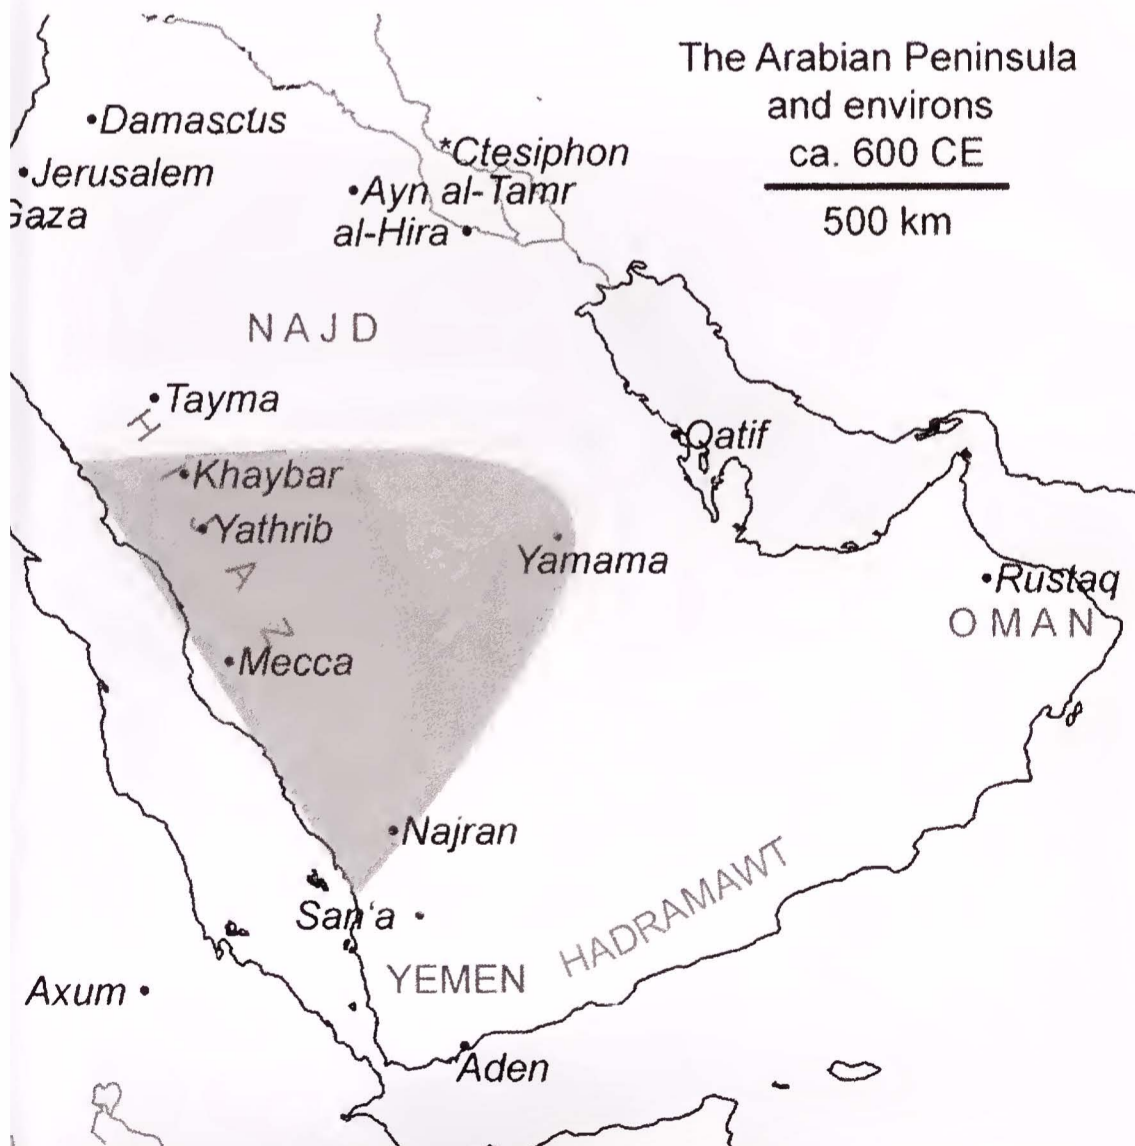 The Arabian Peninsula
and environs
ca. 600 CE
500 km
•Damascus
*Ctesiphon
•Jerusalem
•Ayn al-Tamr
Gaza
al-Hira •
NAJD
•Tayma
H
•Qatif
•Khaybar
•Yathrib
Yamama
A
•Rustaq
OMAN
Z
•Mecca
•Najran
HADRAMAWT
San'a •
YEMEN
Axum •
Aden